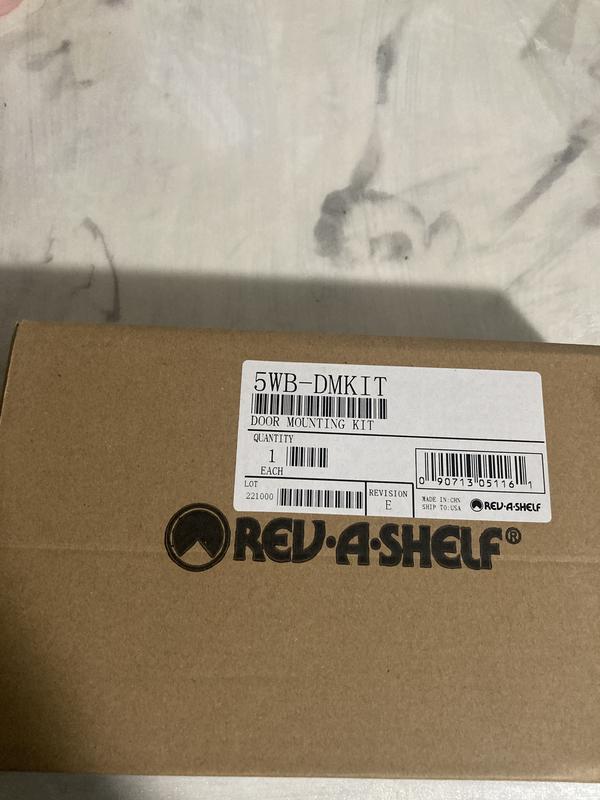 5WB-DMKIT
DOOR MOUNTING KIT
QUANTITY
1
EACH
0 90713 05116 1
LOT
221000
REVISION
E
MADE IN:CHN
SHIP TO:USA
REV-A-SHELF
REV·A·SHELF®